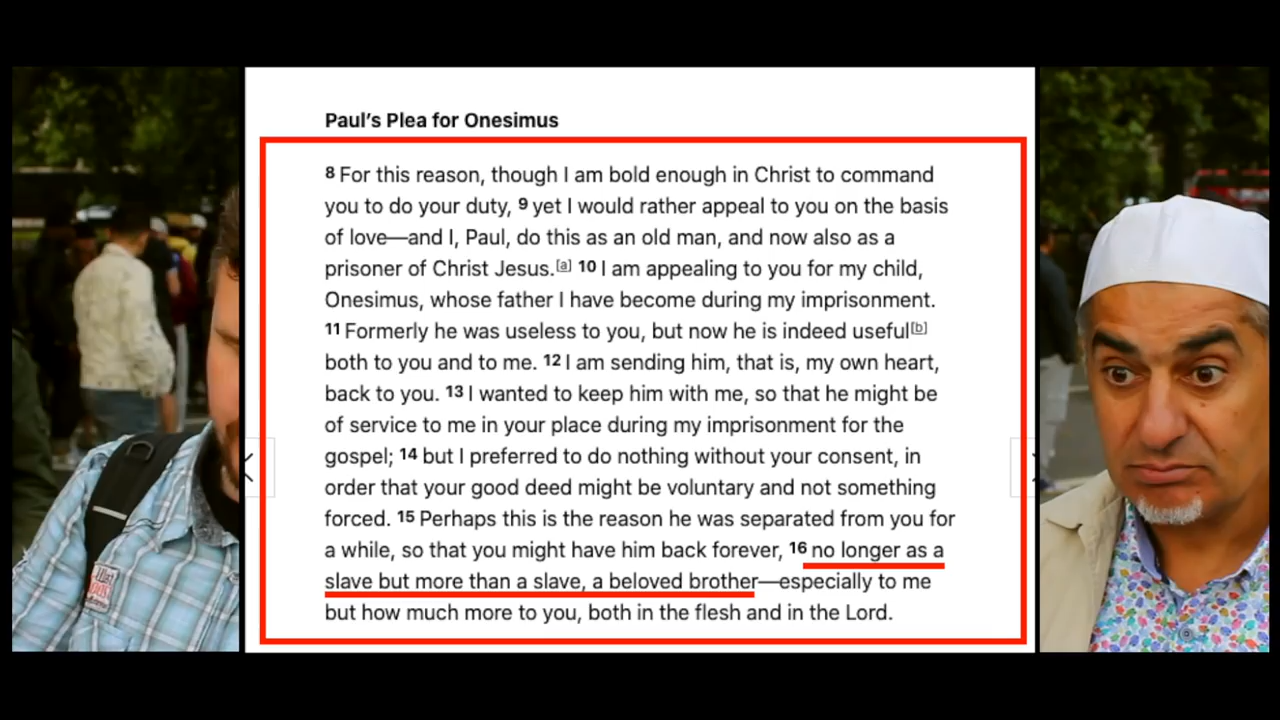 Paul's Plea for Onesimus
8 For this reason, though I am bold enough in Christ to command
you to do your duty, 9 yet I would rather appeal to you on the basis
of love—and I, Paul, do this as an old man, and now also as a
prisoner of Christ Jesus.[a] 10 I am appealing to you for my child,
Onesimus, whose father I have become during my imprisonment.
11 Formerly he was useless to you, but now he is indeed useful[b]
both to you and to me. 12 I am sending him, that is, my own heart,
back to you. 13 I wanted to keep him with me, so that he might be
of service to me in your place during my imprisonment for the
gospel; 14 but I preferred to do nothing without your consent, in
order that your good deed might be voluntary and not something
forced. 15 Perhaps this is the reason he was separated from you for
a while, so that you might have him back forever, 16 no longer as a
slave but more than a slave, a beloved brother—especially to me
but how much more to you, both in the flesh and in the Lord.